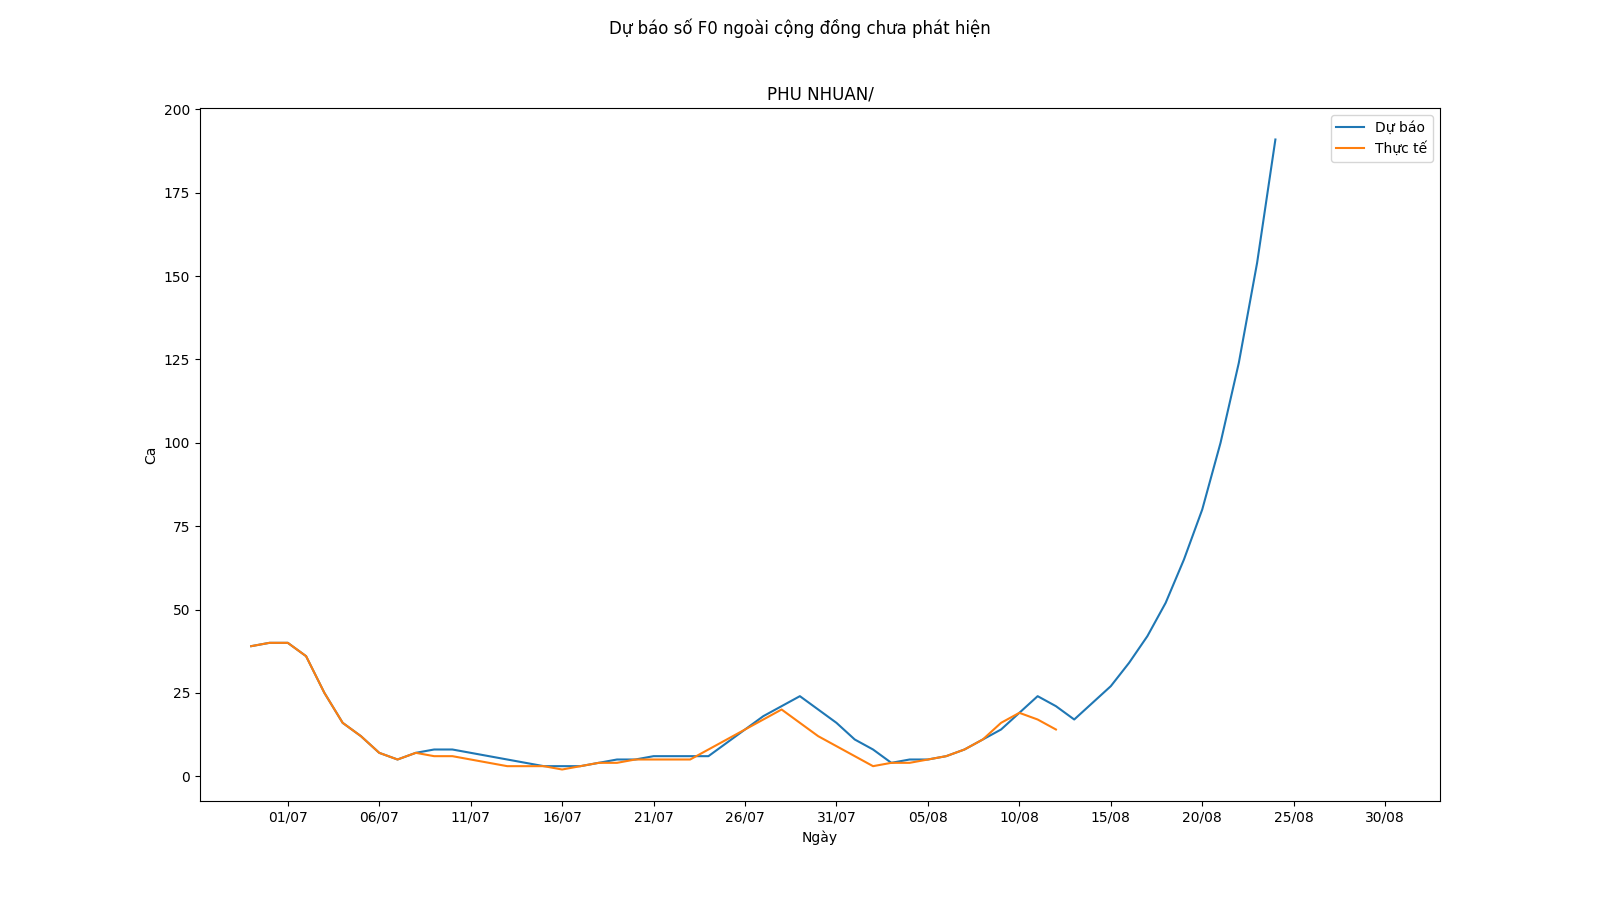 Dự báo số F0 ngoài cộng đồng chưa phát hiện
PHU NHUAN/
Dự báo
Thực tế
200
175
150
125
100
75
50
25
0
Ca
01/07 06/07 11/07 16/07 21/07 26/07 31/07 05/08 10/08 15/08 20/08 25/08 30/08
Ngày